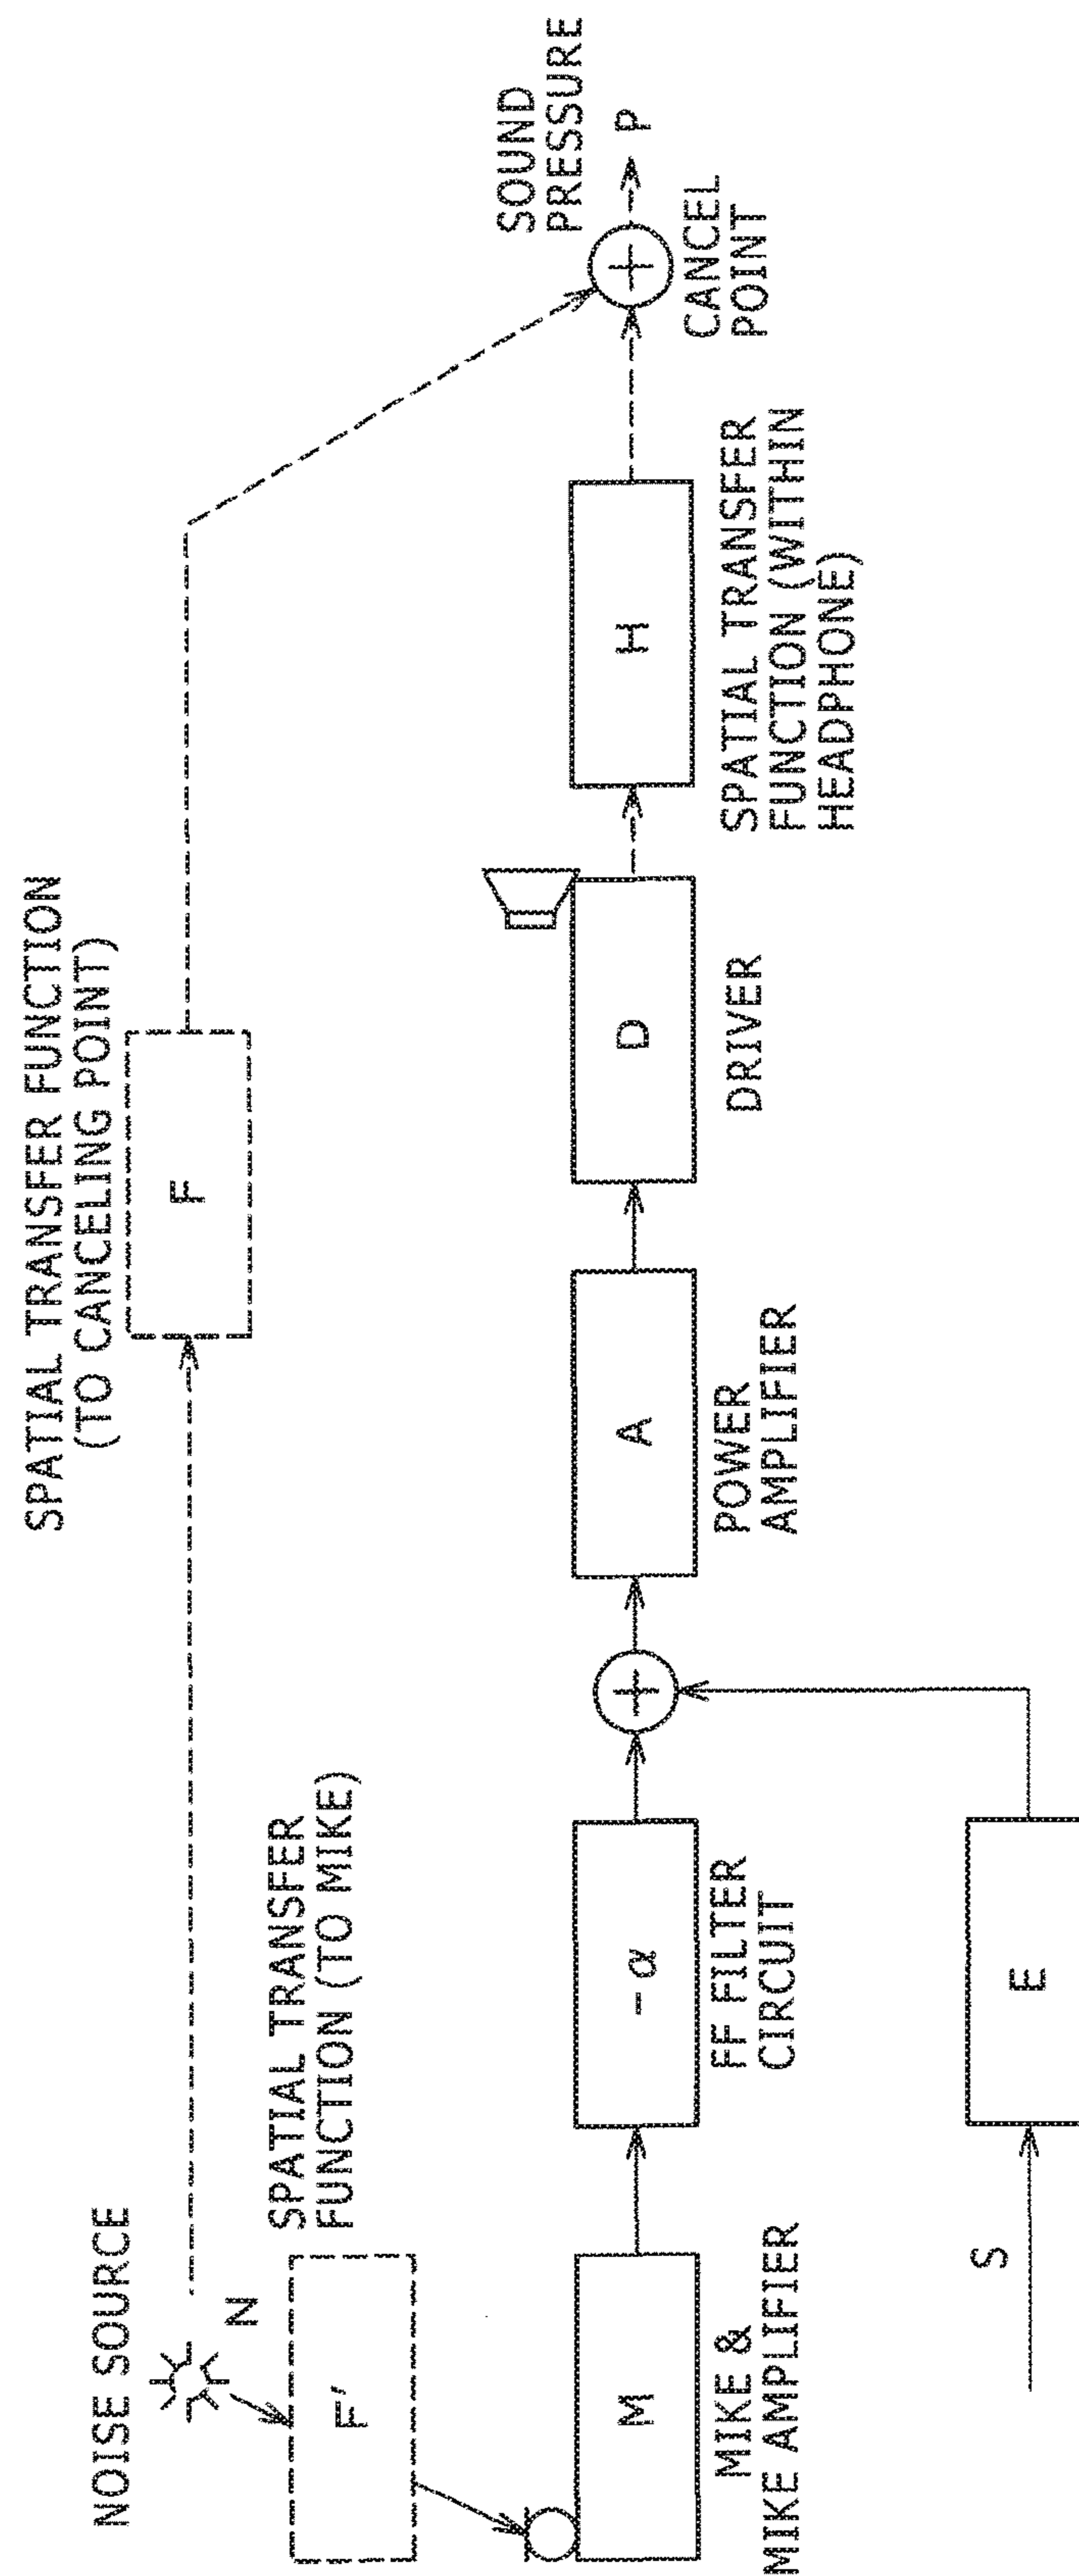 SPATIAL TRANSFER FUNCTION
(TO CANCELING POINT)
NOISE SOURCE
N
F
SPATIAL TRANSFER
FUNCTION (TO MIKE)
F'
SOUND
PRESSURE
P
CANCEL
POINT
M
-α
A
D
H
MIKE &
MIKE AMPLIFIER
FF FILTER
CIRCUIT
POWER
AMPLIFIER
DRIVER
SPATIAL TRANSFER
FUNCTION (WITHIN
HEADPHONE)
S
E